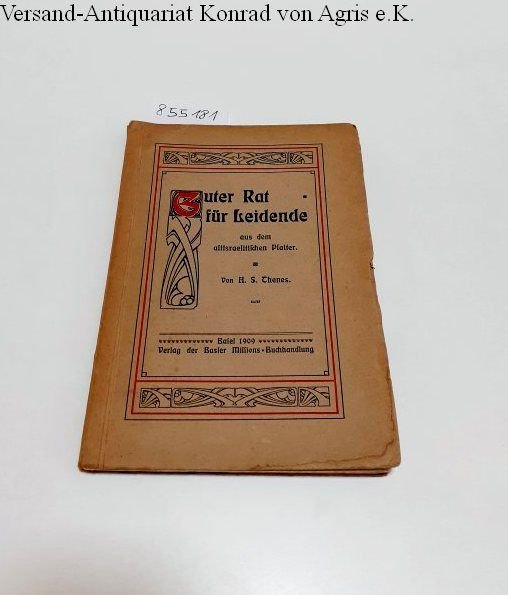 Versand-Antiquariat Konrad von Agris e.K.
855181
Guter Rat
für Leidende
aus dem
altisraelitischen Psalter.
Von H. S. Thenes.
Basel 1909
Verlag der Basler Missions-Buchhandlung